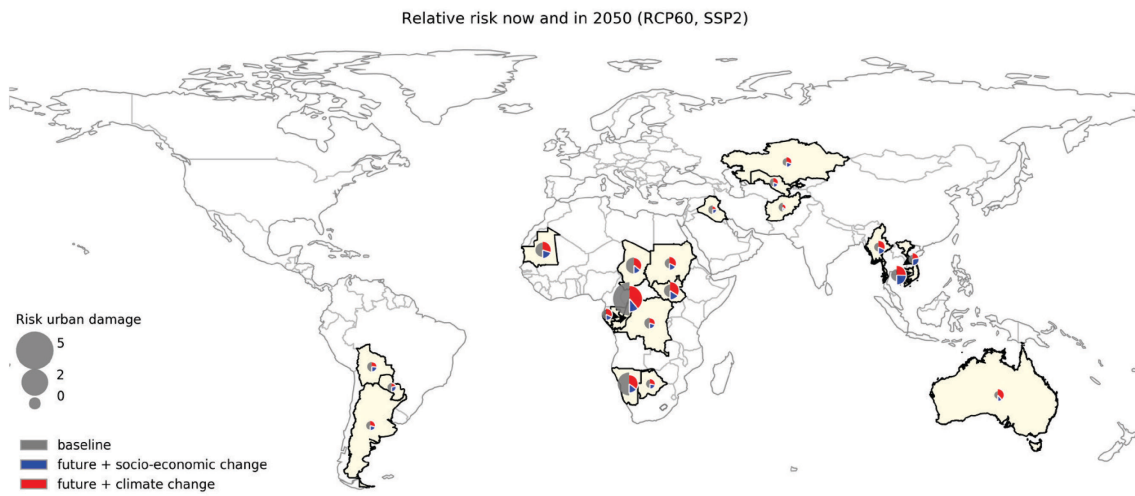 Relative risk now and in 2050 (RCP60, SSP2)
Risk urban damage
5
2
0
baseline
future + socio-economic change
future + climate change